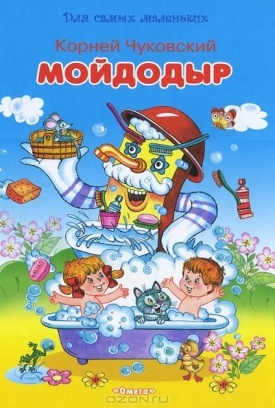 Для самых маленьких
Корней Чуковский
МОЙДОДЫР
«Омега»
OZON.ru